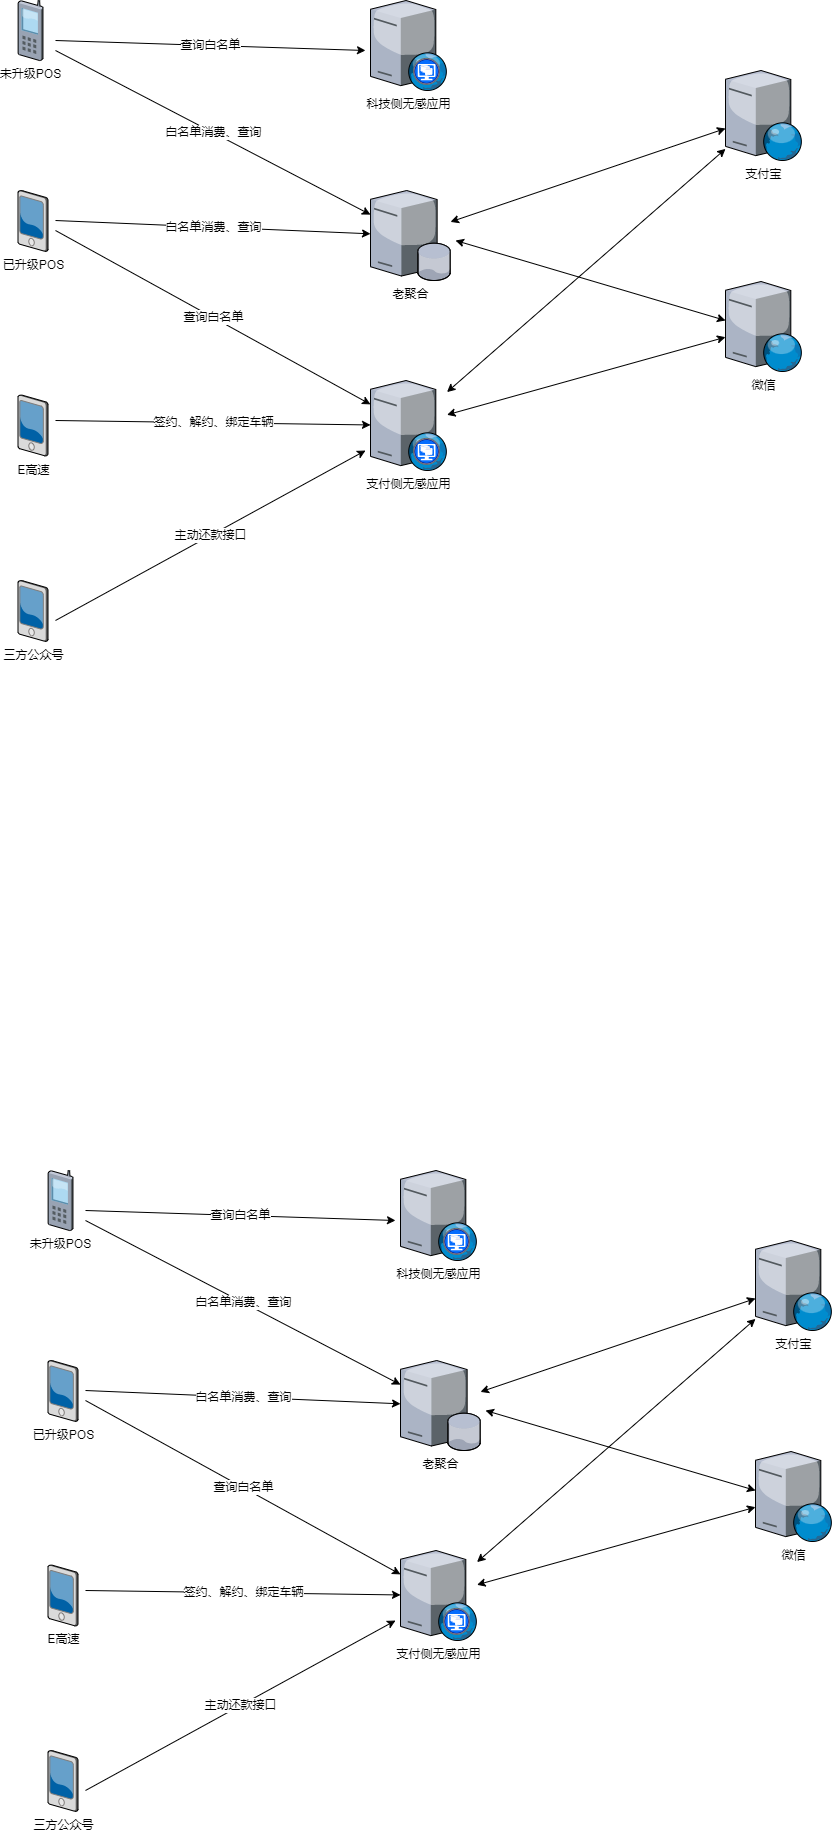 查询白名单
未升级POS
科技侧无感应用
白名单消费、查询
支付宝
白名单消费、查询
已升级POS
老聚合
查询白名单
微信
签约、解约、绑定车辆
E高速
支付侧无感应用
主动还款接口
三方公众号
查询白名单
未升级POS
科技侧无感应用
白名单消费、查询
支付宝
白名单消费、查询
已升级POS
老聚合
查询白名单
微信
签约、解约、绑定车辆
E高速
支付侧无感应用
主动还款接口
三方公众号